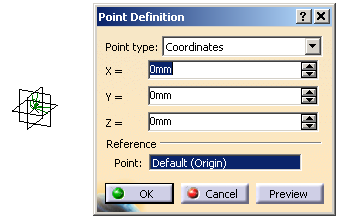 Point Definition
Point type: Coordinates
X = 0mm
Y = 0mm
Z = 0mm
Reference
Point: Default (Origin)
OK Cancel Preview